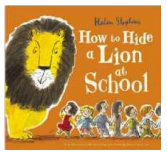 Helen Stephens
How to Hide
a Lion
at
School